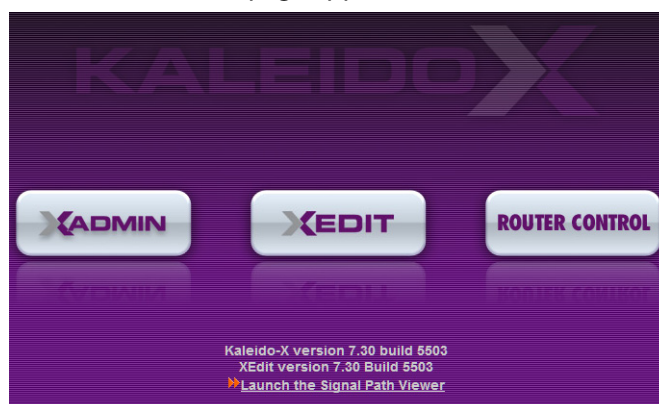 KALEIDO X
XADMIN
XEDIT
ROUTER CONTROL
Kaleido-X version 7.30 build 5503
XEdit version 7.30 Build 5503
Launch the Signal Path Viewer